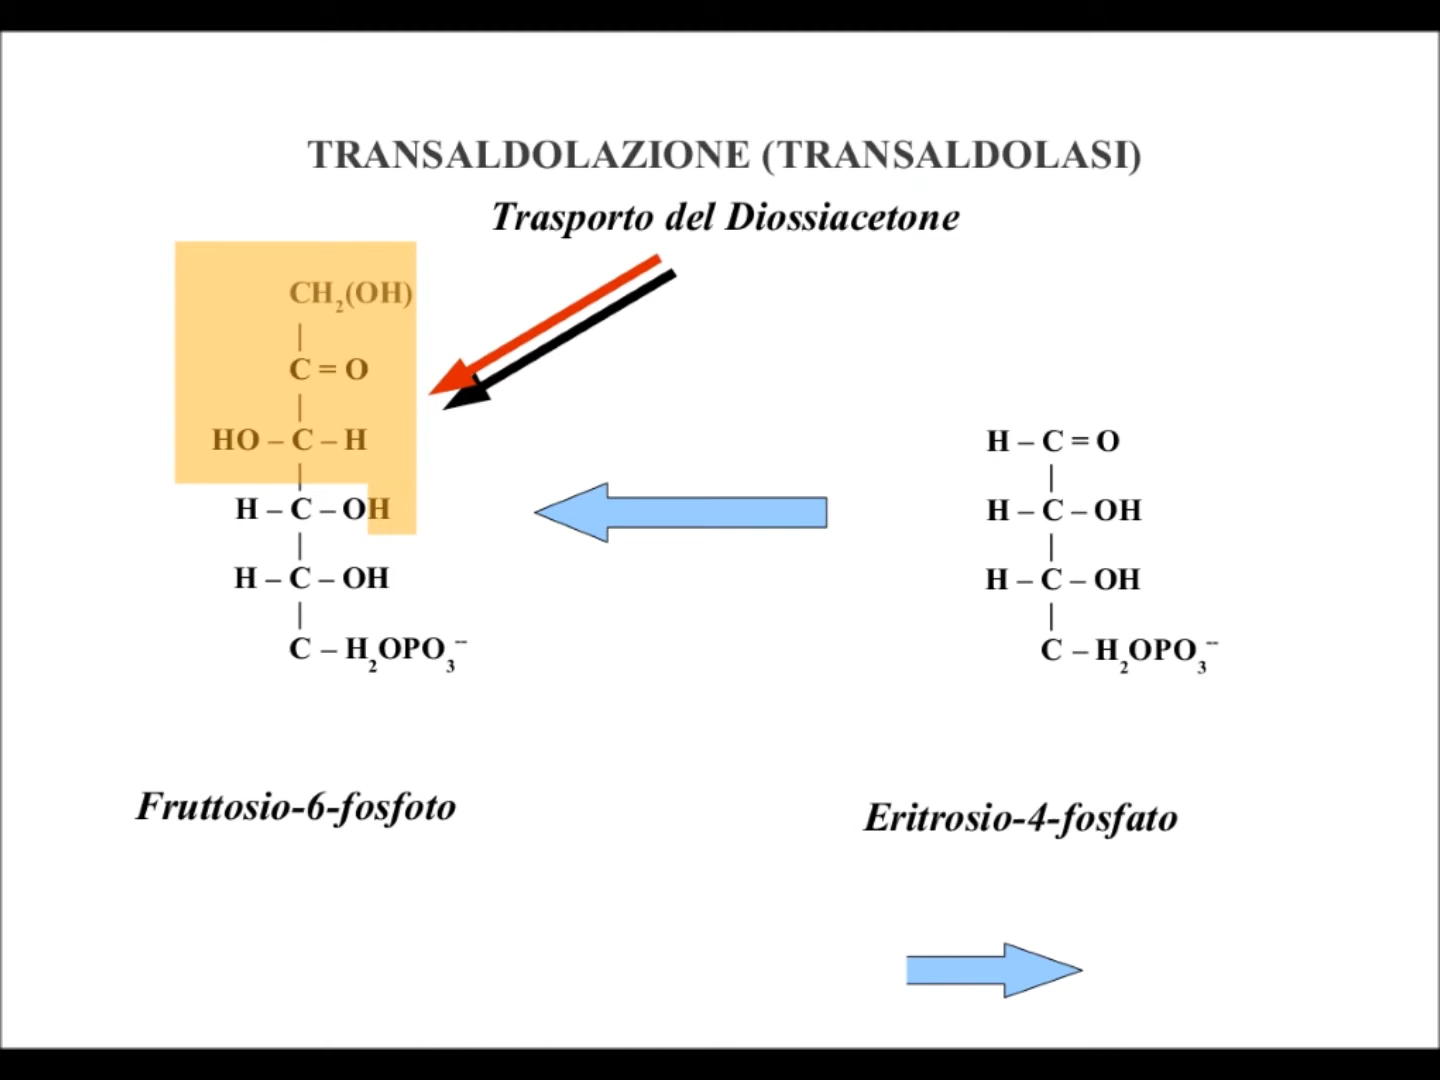 TRANSALDOLAZIONE (TRANSALDOLASI)
Trasporto del Diossiacetone
CH₂(OH)
|
C = O
|
HO – C – H
|
H – C – OH
|
H – C – OH
|
C – H₂OPO₃⁻⁻
Fruttosio-6-fosfoto
H – C = O
|
H – C – OH
|
H – C – OH
|
C – H₂OPO₃⁻⁻
Eritrosio-4-fosfato